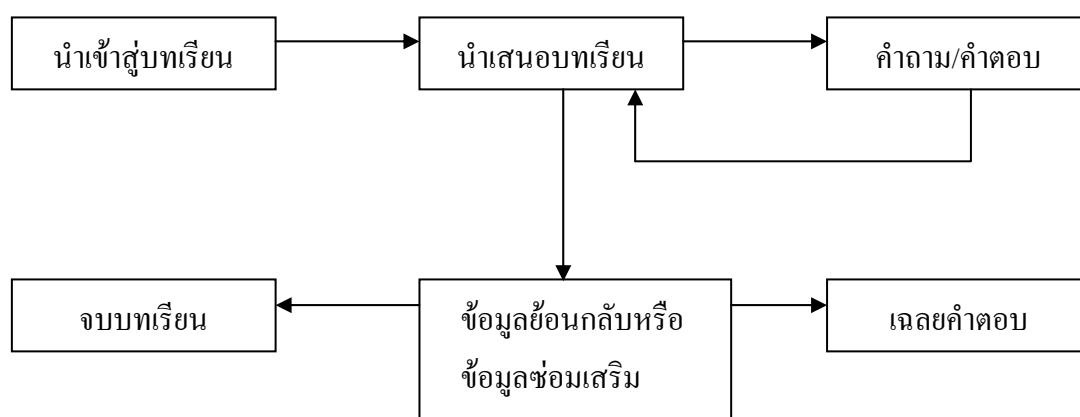 นำเข้าสู่บทเรียน
นำเสนอบทเรียน
คำถาม/คำตอบ
จบบทเรียน
ข้อมูลย้อนกลับหรือ
ข้อมูลซ่อมเสริม
เฉลยคำตอบ